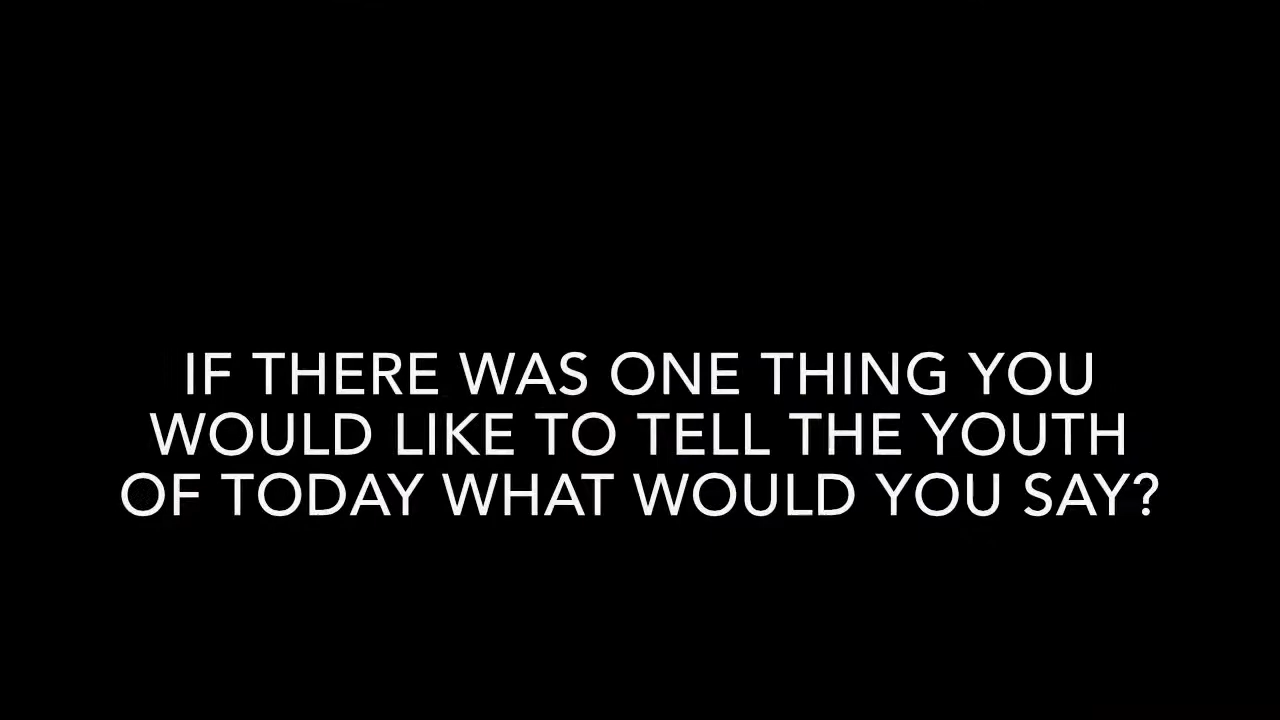 IF THERE WAS ONE THING YOU
WOULD LIKE TO TELL THE YOUTH
OF TODAY WHAT WOULD YOU SAY?